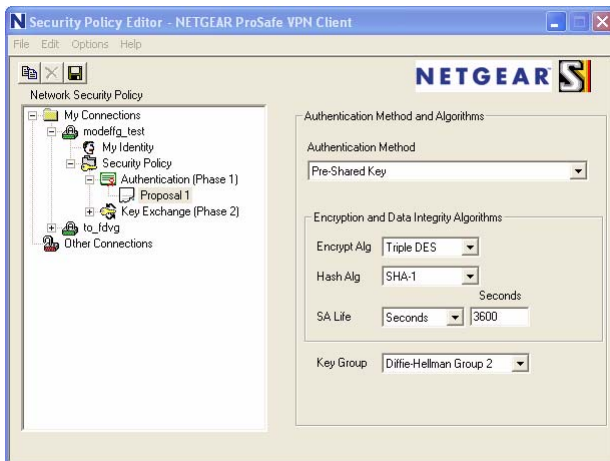 N Security Policy Editor - NETGEAR ProSafe VPN Client
File Edit Options Help
NETGEAR
Network Security Policy
My Connections
modeffg_test
My Identity
Security Policy
Authentication (Phase 1)
Proposal 1
Key Exchange (Phase 2)
to_fdvg
Other Connections
Authentication Method and Algorithms
Authentication Method
Pre-Shared Key
Encryption and Data Integrity Algorithms
Encrypt Alg Triple DES
Hash Alg SHA-1
Seconds
SA Life Seconds 3600
Key Group Diffie-Hellman Group 2